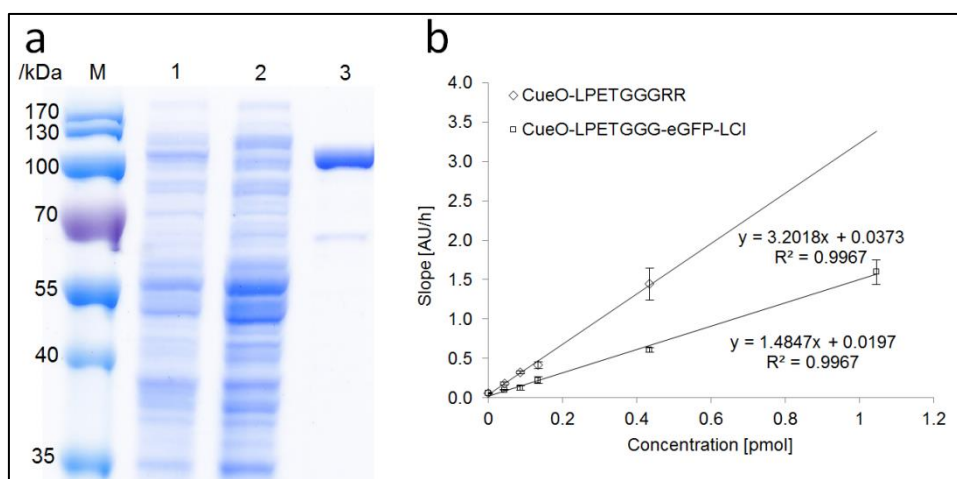 a
/kDa M 1 2 3
170
130
100
70
55
40
35
b
CueO-LPETGGGRR
CueO-LPETGGG-eGFP-LCI
Slope [AU/h]
4.0
3.5
3.0
2.5
2.0
1.5
1.0
0.5
0.0
y = 3.2018x + 0.0373
R² = 0.9967
y = 1.4847x + 0.0197
R² = 0.9967
0 0.2 0.4 0.6 0.8 1 1.2
Concentration [pmol]